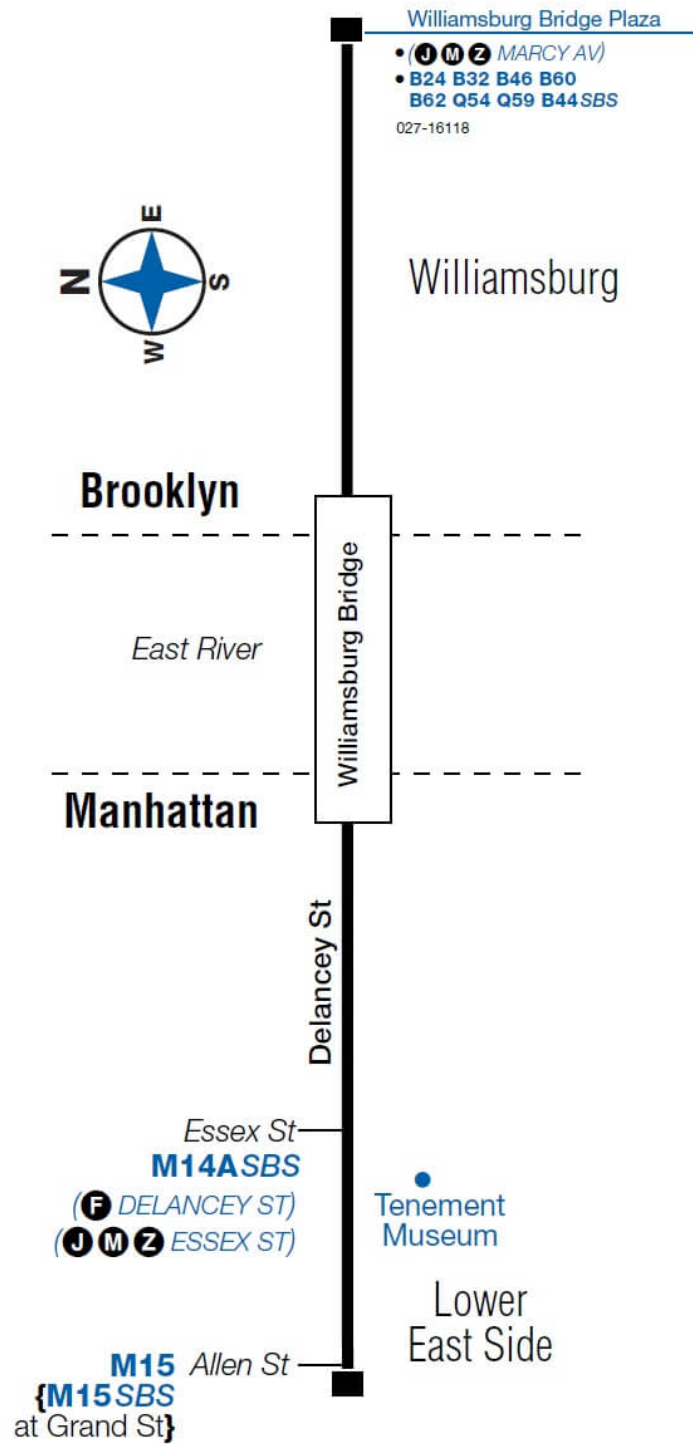 Williamsburg Bridge Plaza
• (J M Z MARCY AV)
• B24 B32 B46 B60
B62 Q54 Q59 B44SBS
027-16118
E
N
S
W
Williamsburg
Brooklyn
Williamsburg Bridge
East River
Manhattan
Delancey St
Essex St
M14ASBS
(F DELANCEY ST)
(J M Z ESSEX ST)
Tenement
Museum
Lower
East Side
M15 Allen St
{M15SBS
at Grand St}